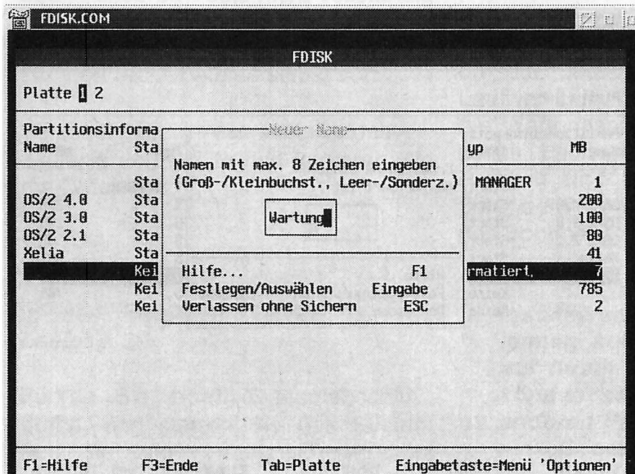 FDISK.COM
FDISK
Platte 1 2
Partitionsinforma
Name Sta yp MB
Neuer Name
Namen mit max. 8 Zeichen eingeben
(Groß-/Kleinbuchst., Leer-/Sonderz.)
Wartung
Hilfe... F1
Festlegen/Auswählen Eingabe
Verlassen ohne Sichern ESC
Sta MANAGER 1
OS/2 4.0 Sta 200
OS/2 3.0 Sta 100
OS/2 2.1 Sta 80
Xelia Sta 41
Kei rmatiert. 7
Kei 785
Kei 2
F1=Hilfe F3=Ende Tab=Platte Eingabetaste=Menü 'Optionen'